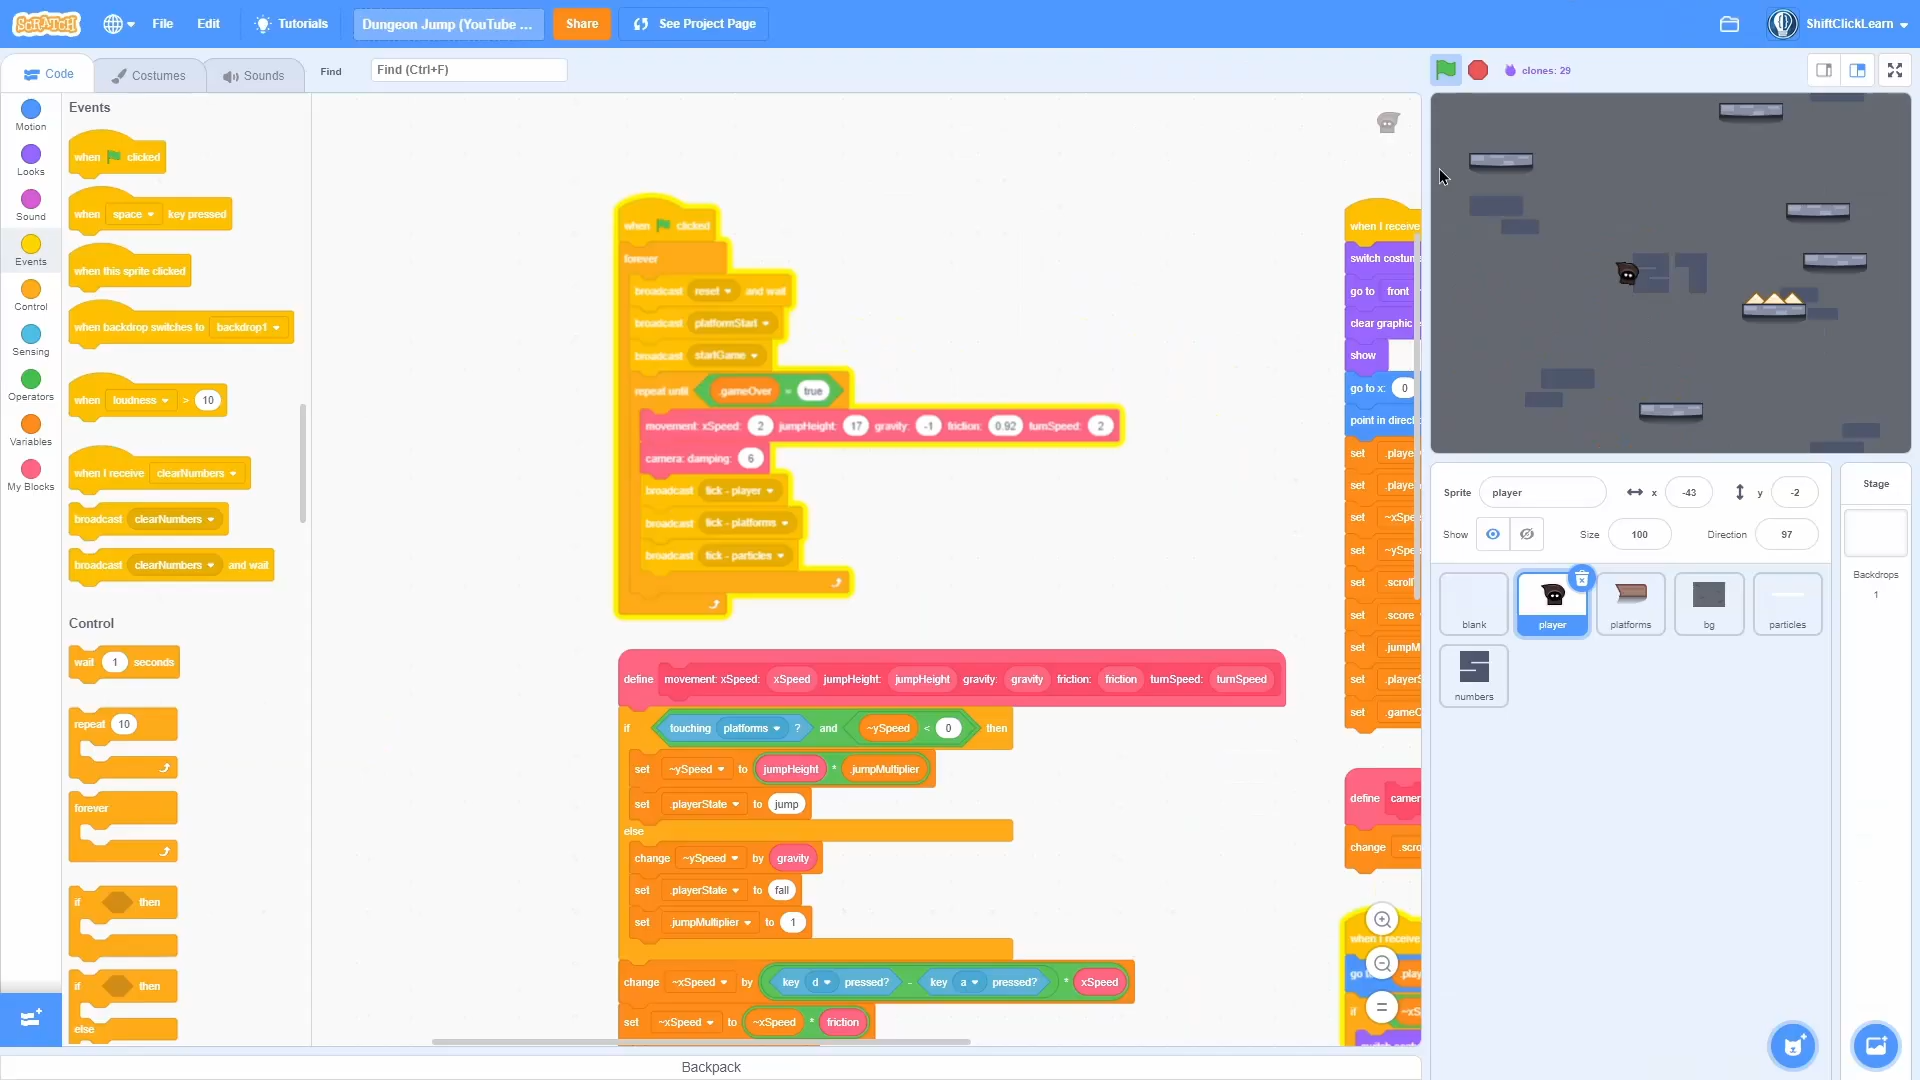 SCRATCH
File
Edit
Tutorials
Dungeon Jump (YouTube ...
Share
See Project Page
ShiftClickLearn
Code
Costumes
Sounds
Find
Find (Ctrl+F)
clones: 29
Motion
Looks
Sound
Events
Control
Sensing
Operators
Variables
My Blocks
Events
when clicked
when space key pressed
when this sprite clicked
when backdrop switches to backdrop1
when loudness > 10
when I receive clearNumbers
broadcast clearNumbers
broadcast clearNumbers and wait
Control
wait 1 seconds
repeat 10
forever
if then
if then
else
when clicked
forever
broadcast reset and wait
broadcast platformStart
broadcast startGame
repeat until .gameOver = true
movement: xSpeed: 2 jumpHeight: 17 gravity: -1 friction: 0.92 turnSpeed: 2
camera: damping: 6
broadcast tick - player
broadcast tick - platforms
broadcast tick - particles
define movement: xSpeed: xSpeed jumpHeight: jumpHeight gravity: gravity friction: friction turnSpeed: turnSpeed
if touching platforms ? and ~ySpeed < 0 then
set ~ySpeed to jumpHeight * .jumpMultiplier
set .playerState to jump
else
change ~ySpeed by gravity
set .playerState to fall
set .jumpMultiplier to 1
change ~xSpeed by key d pressed? - key a pressed? * xSpeed
set ~xSpeed to ~xSpeed * friction
when I receive
switch costum
go to front
clear graphic
show
go to x: 0
point in direct
set .playe
set .player
set ~xSpe
set ~ySpe
set .scroll
set .score
set .jumpM
set .playerS
set .gameO
define camer
change .scro
when I receive
go .play
if ~xS
27
Sprite player x -43 y -2
Show Size 100 Direction 97
blank
player
platforms
bg
particles
numbers
Stage
Backdrops
1
Backpack